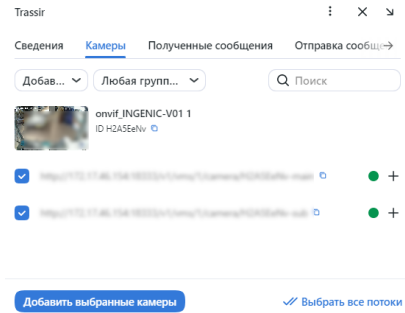 Trassir
Сведения Камеры Полученные сообщения Отправка сообще
Добав... Любая групп... Поиск
onvif_INGENIC-V01 1
ID H2A5EeNv
Добавить выбранные камеры Выбрать все потоки